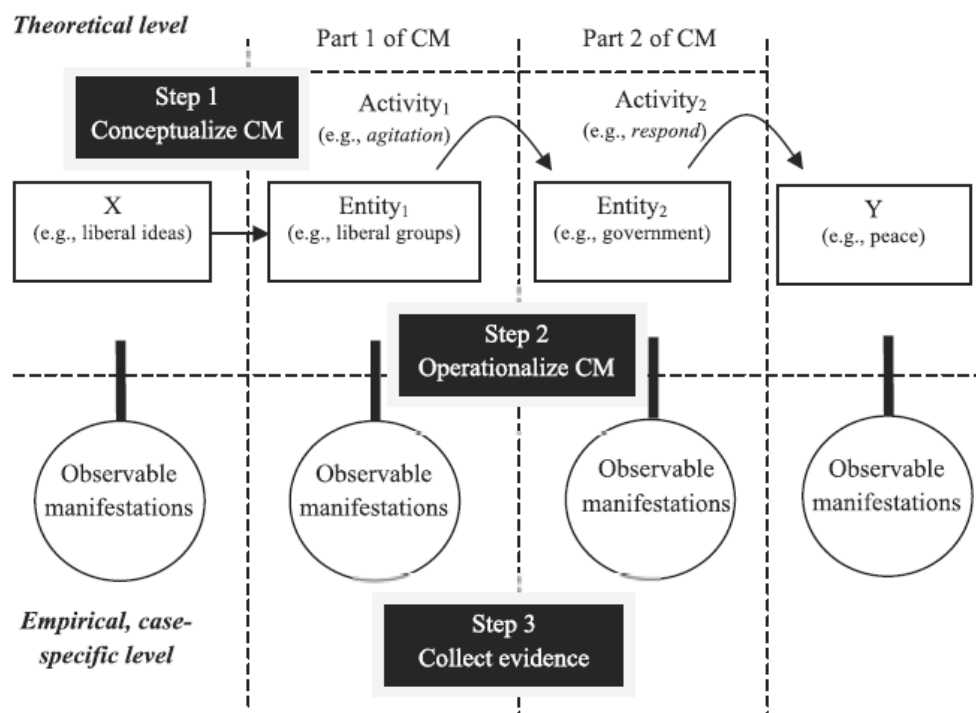 Theoretical level
Part 1 of CM
Part 2 of CM
Step 1
Conceptualize CM
Activity₁
(e.g., agitation)
Activity₂
(e.g., respond)
X
(e.g., liberal ideas)
Entity₁
(e.g., liberal groups)
Entity₂
(e.g., government)
Y
(e.g., peace)
Step 2
Operationalize CM
Observable
manifestations
Observable
manifestations
Observable
manifestations
Observable
manifestations
Empirical, case-
specific level
Step 3
Collect evidence